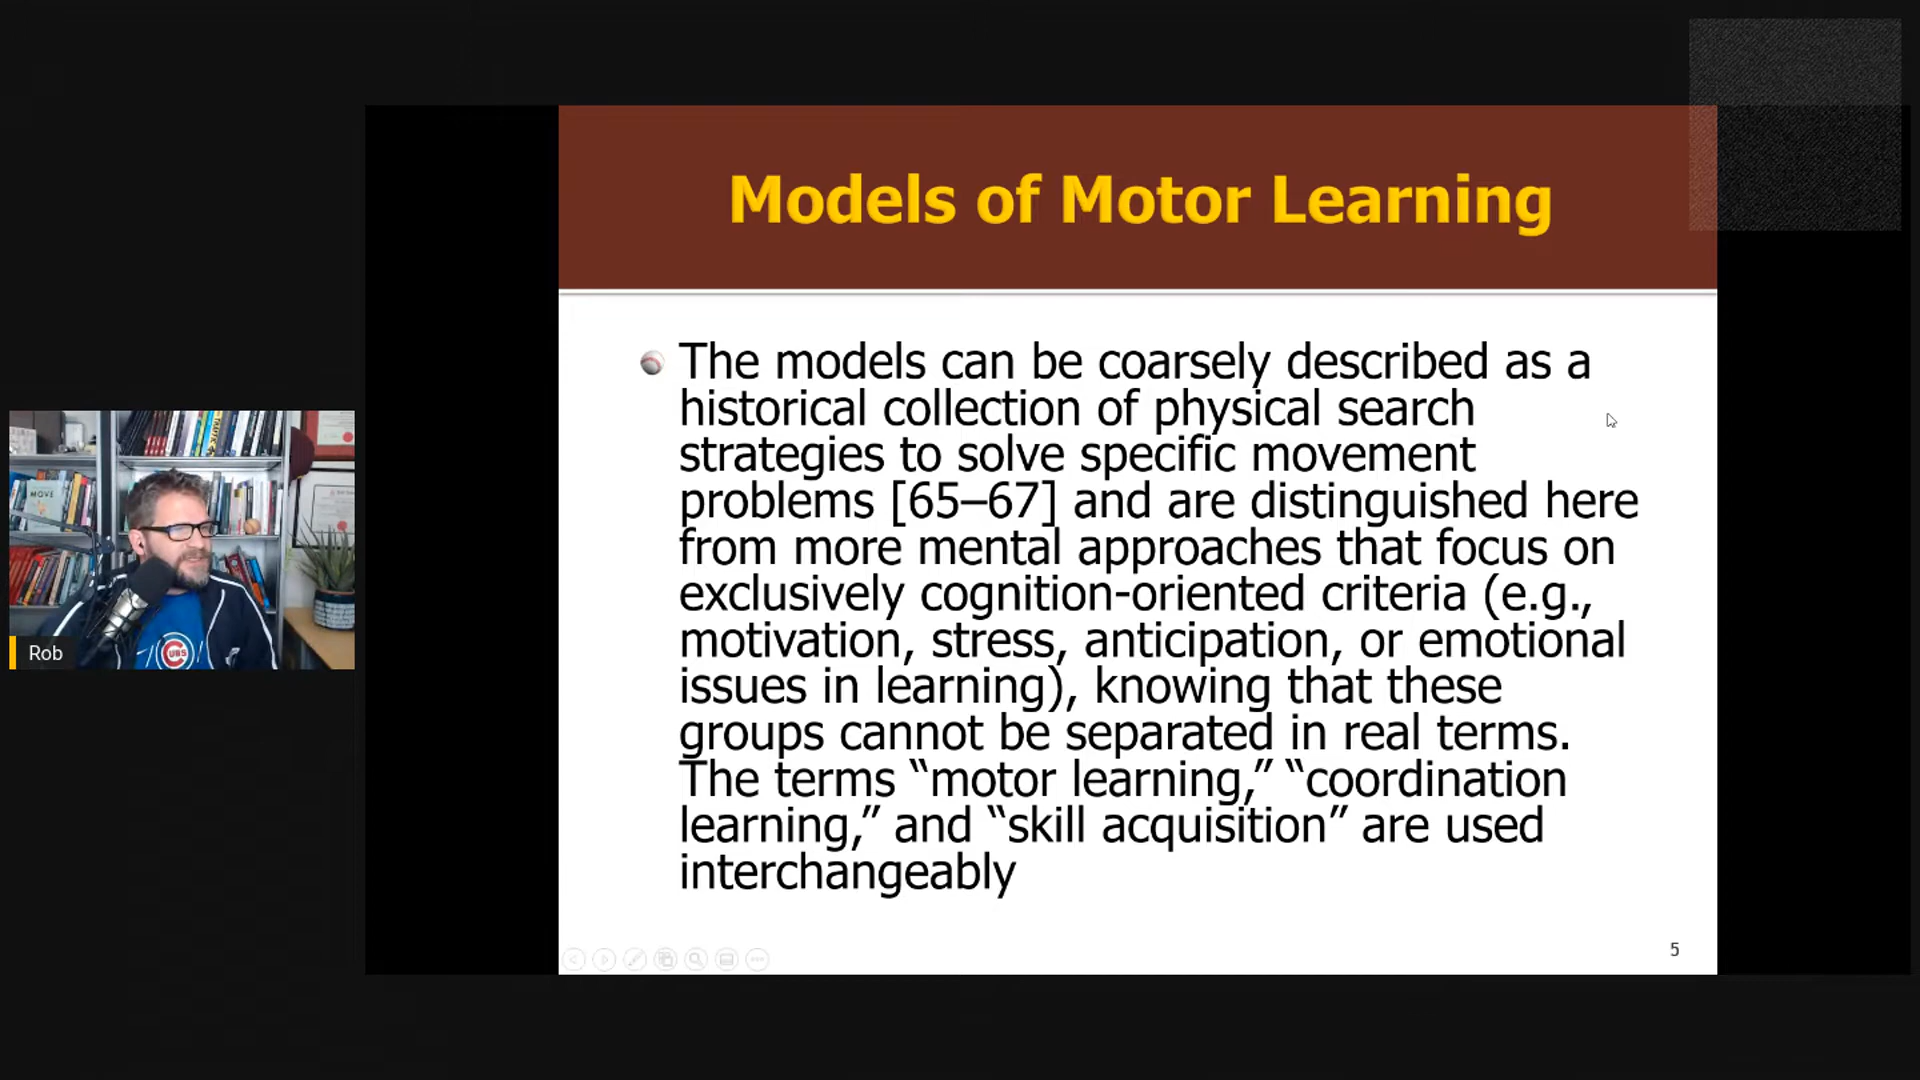 Models of Motor Learning
The models can be coarsely described as a
historical collection of physical search
strategies to solve specific movement
problems [65–67] and are distinguished here
from more mental approaches that focus on
exclusively cognition-oriented criteria (e.g.,
motivation, stress, anticipation, or emotional
issues in learning), knowing that these
groups cannot be separated in real terms.
The terms “motor learning,” “coordination
learning,” and “skill acquisition” are used
interchangeably
5
MOVE
CUBS
Rob